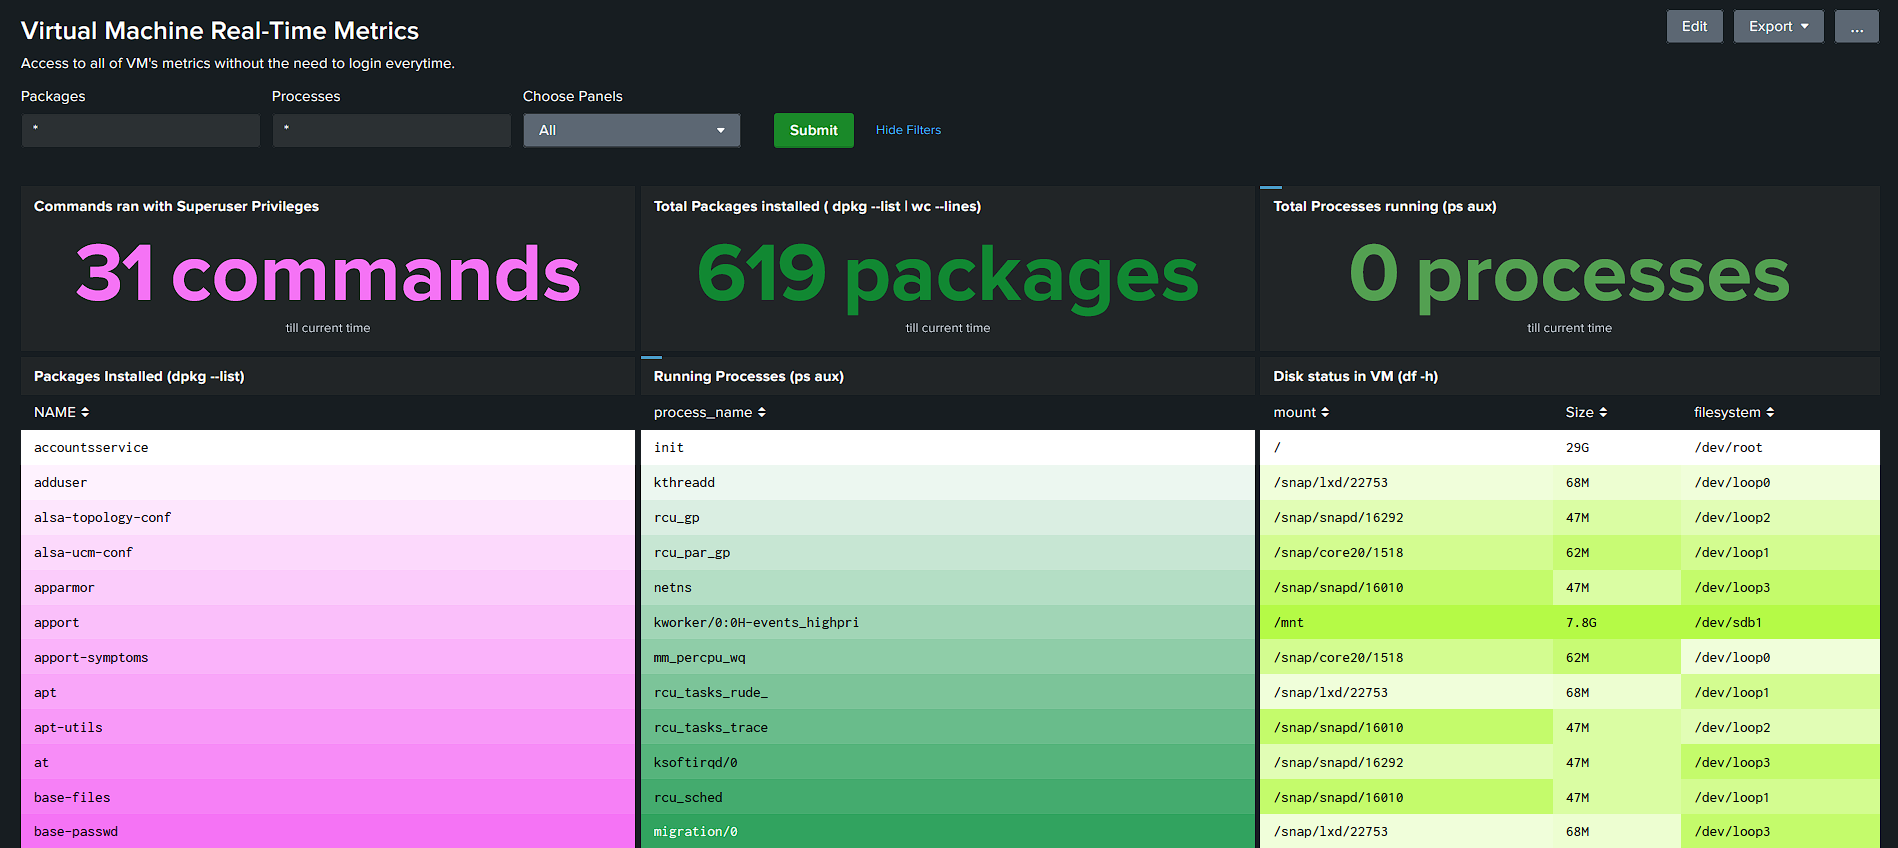 Virtual Machine Real-Time Metrics
Edit
Export
...
Access to all of VM's metrics without the need to login everytime.
Packages
Processes
Choose Panels
*
*
All
Submit
Hide Filters
Commands ran with Superuser Privileges
31 commands
till current time
Total Packages installed ( dpkg --list | wc --lines)
619 packages
till current time
Total Processes running (ps aux)
0 processes
till current time
Packages Installed (dpkg --list)
NAME
accountsservice
adduser
alsa-topology-conf
alsa-ucm-conf
apparmor
apport
apport-symptoms
apt
apt-utils
at
base-files
base-passwd
Running Processes (ps aux)
process_name
init
kthreadd
rcu_gp
rcu_par_gp
netns
kworker/0:0H-events_highpri
mm_percpu_wq
rcu_tasks_rude_
rcu_tasks_trace
ksoftirqd/0
rcu_sched
migration/0
Disk status in VM (df -h)
mount Size filesystem
/ 29G /dev/root
/snap/lxd/22753 68M /dev/loop0
/snap/snapd/16292 47M /dev/loop2
/snap/core20/1518 62M /dev/loop1
/snap/snapd/16010 47M /dev/loop3
/mnt 7.8G /dev/sdb1
/snap/core20/1518 62M /dev/loop0
/snap/lxd/22753 68M /dev/loop1
/snap/snapd/16010 47M /dev/loop2
/snap/snapd/16292 47M /dev/loop3
/snap/snapd/16010 47M /dev/loop1
/snap/lxd/22753 68M /dev/loop3